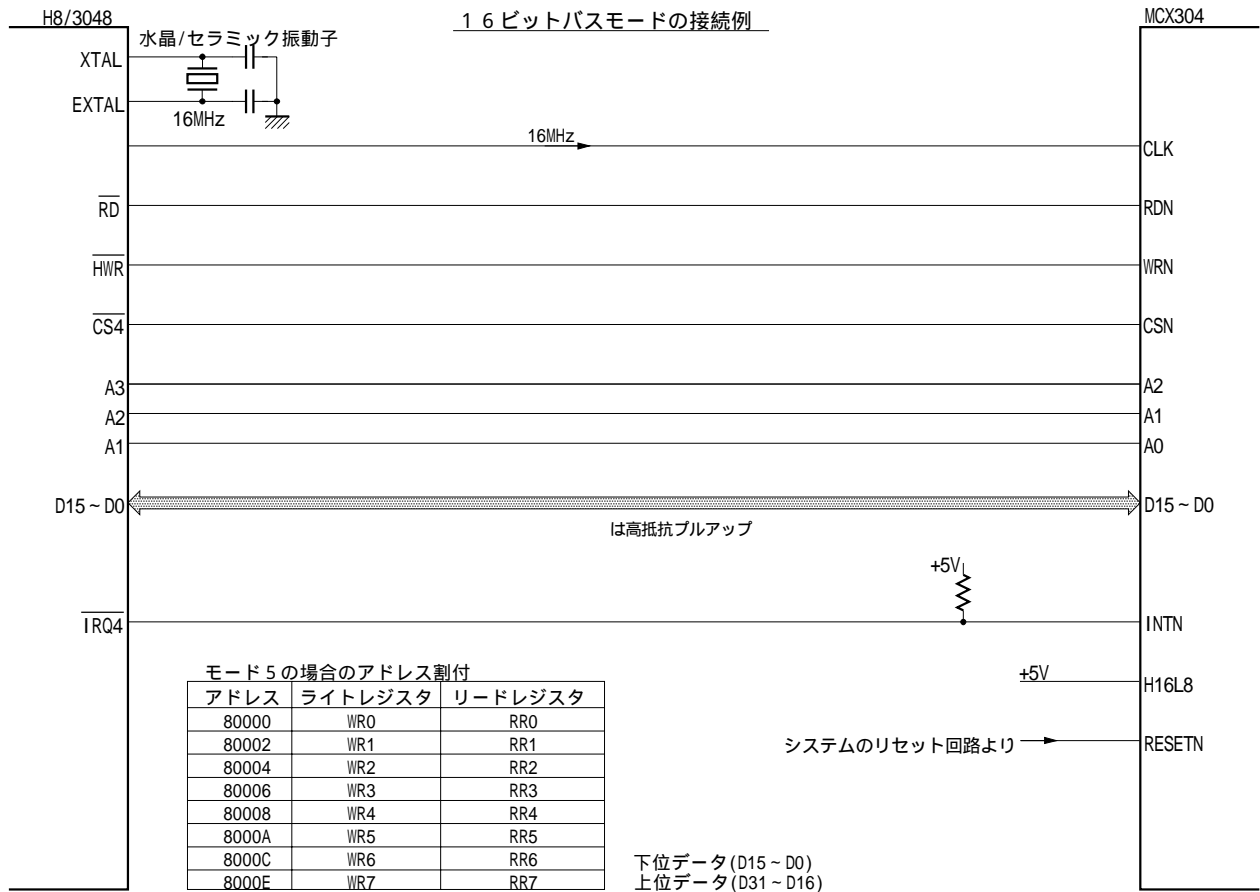 H8/3048
１６ビットバスモードの接続例
MCX304
水晶/セラミック振動子
XTAL
EXTAL
16MHz
16MHz
CLK
RD
RDN
HWR
WRN
CS4
CSN
A3
A2
A2
A1
A1
A0
D15～D0
D15～D0
は高抵抗プルアップ
+5V
IRQ4
INTN
モード５の場合のアドレス割付
アドレス ライトレジスタ リードレジスタ
80000 WR0 RR0
80002 WR1 RR1
80004 WR2 RR2
80006 WR3 RR3
80008 WR4 RR4
8000A WR5 RR5
8000C WR6 RR6
8000E WR7 RR7
+5V
H16L8
システムのリセット回路より
RESETN
下位データ(D15～D0)
上位データ(D31～D16)